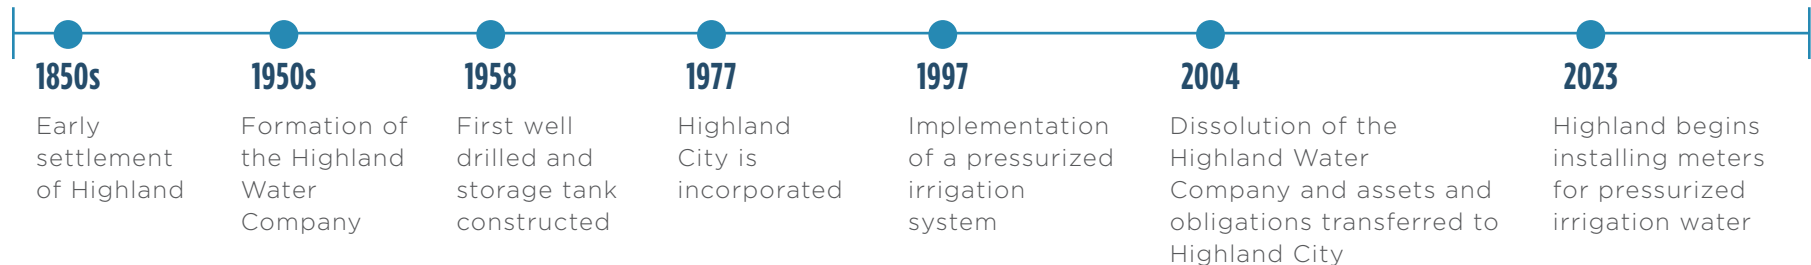 1850s
Early
settlement
of Highland
1950s
Formation of
the Highland
Water
Company
1958
First well
drilled and
storage tank
constructed
1977
Highland
City is
incorporated
1997
Implementation
of a pressurized
irrigation
system
2004
Dissolution of the
Highland Water
Company and assets and
obligations transferred to
Highland City
2023
Highland begins
installing meters
for pressurized
irrigation water